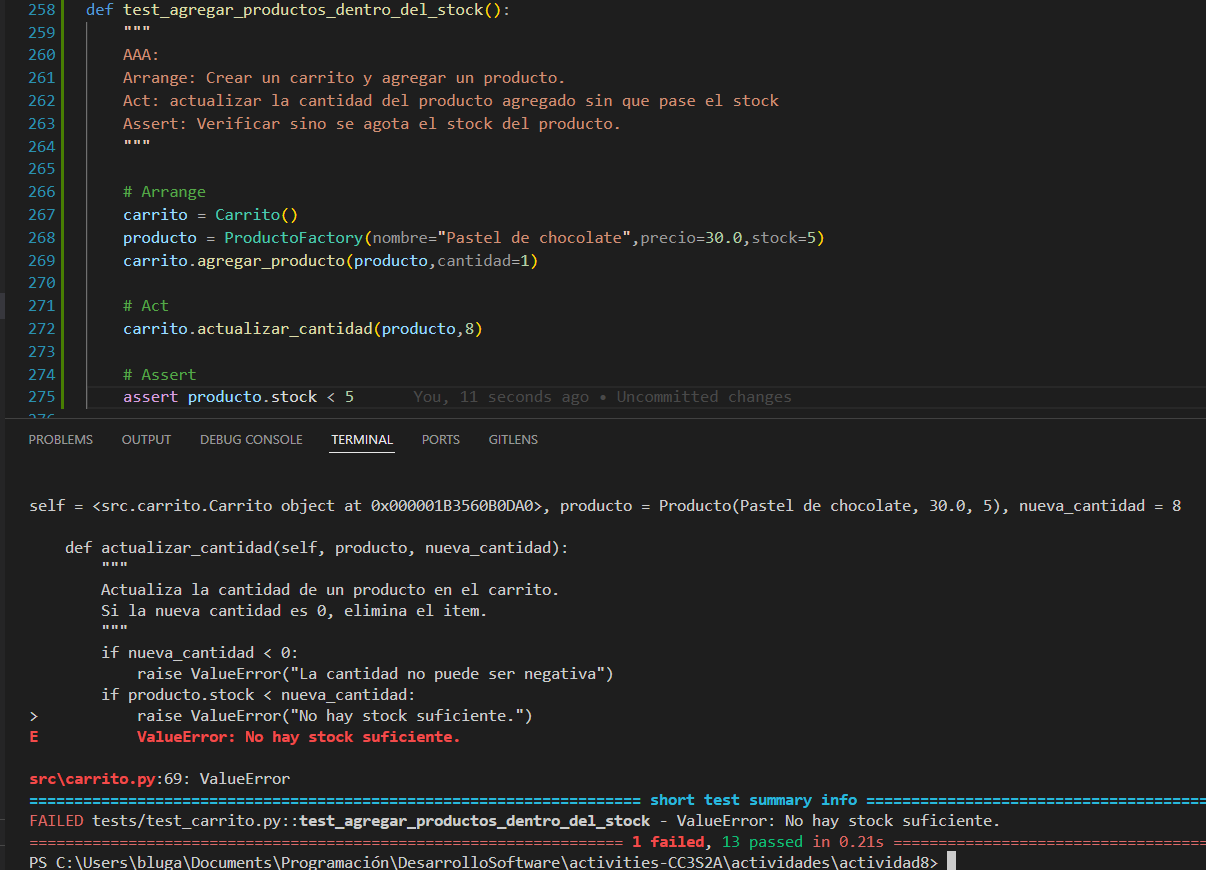 258 def test_agregar_productos_dentro_del_stock():
259 """
260 AAA:
261 Arrange: Crear un carrito y agregar un producto.
262 Act: actualizar la cantidad del producto agregado sin que pase el stock
263 Assert: Verificar sino se agota el stock del producto.
264 """
265
266 # Arrange
267 carrito = Carrito()
268 producto = ProductoFactory(nombre="Pastel de chocolate",precio=30.0,stock=5)
269 carrito.agregar_producto(producto,cantidad=1)
270
271 # Act
272 carrito.actualizar_cantidad(producto,8)
273
274 # Assert
275 assert producto.stock < 5 You, 11 seconds ago • Uncommitted changes
PROBLEMS OUTPUT DEBUG CONSOLE TERMINAL PORTS GITLENS
self = <src.carrito.Carrito object at 0x000001B3560B0DA0>, producto = Producto(Pastel de chocolate, 30.0, 5), nueva_cantidad = 8
def actualizar_cantidad(self, producto, nueva_cantidad):
"""
Actualiza la cantidad de un producto en el carrito.
Si la nueva cantidad es 0, elimina el item.
"""
if nueva_cantidad < 0:
raise ValueError("La cantidad no puede ser negativa")
if producto.stock < nueva_cantidad:
> raise ValueError("No hay stock suficiente.")
E ValueError: No hay stock suficiente.
src\carrito.py:69: ValueError
==================================================================== short test summary info ======================================
FAILED tests/test_carrito.py::test_agregar_productos_dentro_del_stock - ValueError: No hay stock suficiente.
================================================================== 1 failed, 13 passed in 0.21s ===================================
PS C:\Users\bluga\Documents\Programación\DesarrolloSoftware\activities-CC3S2A\actividades\actividad8>